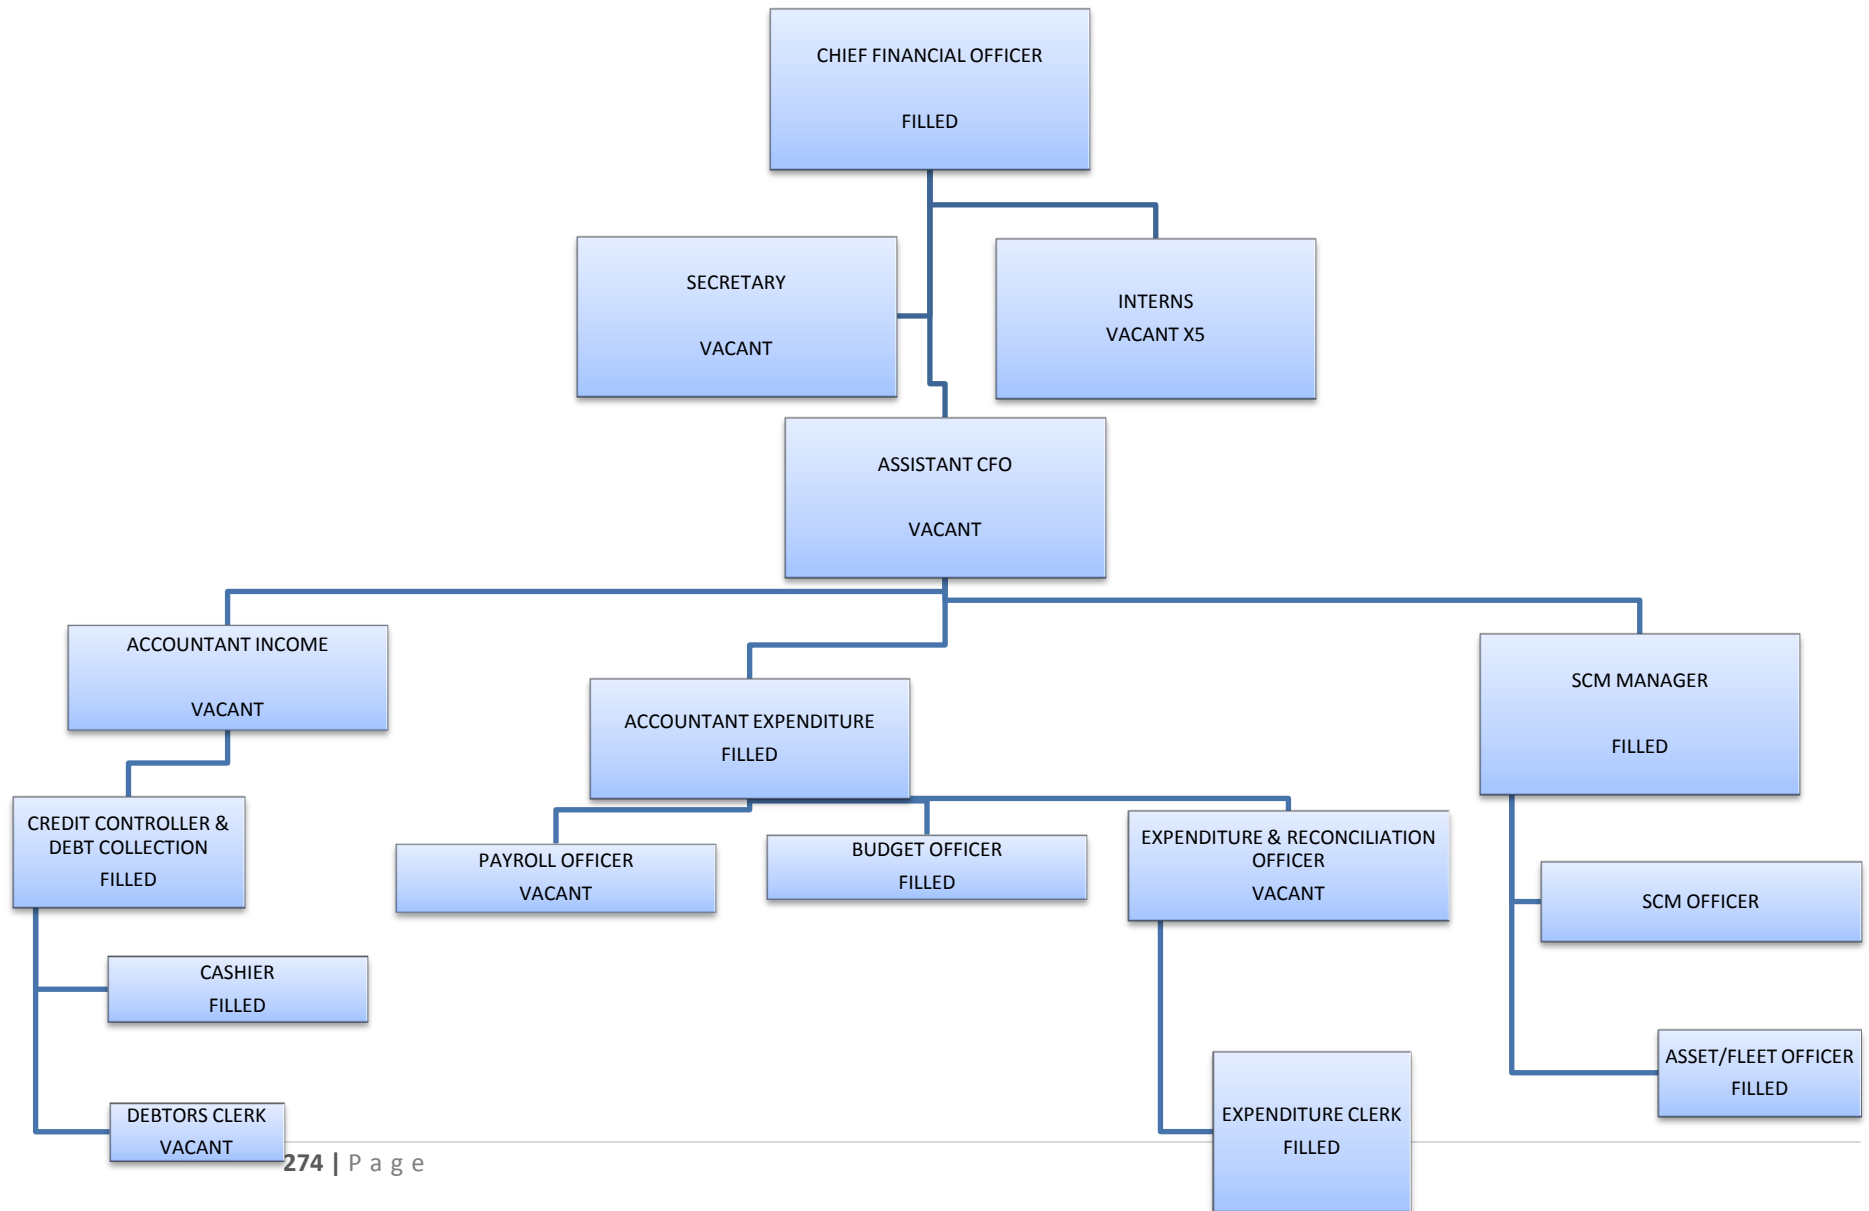 CHIEF FINANCIAL OFFICER
FILLED
SECRETARY
VACANT
INTERNS
VACANT X5
ASSISTANT CFO
VACANT
ACCOUNTANT INCOME
VACANT
ACCOUNTANT EXPENDITURE
FILLED
SCM MANAGER
FILLED
CREDIT CONTROLLER &
DEBT COLLECTION
FILLED
PAYROLL OFFICER
VACANT
BUDGET OFFICER
FILLED
EXPENDITURE & RECONCILIATION
OFFICER
VACANT
SCM OFFICER
CASHIER
FILLED
ASSET/FLEET OFFICER
FILLED
DEBTORS CLERK
VACANT
EXPENDITURE CLERK
FILLED
274 | P a g e